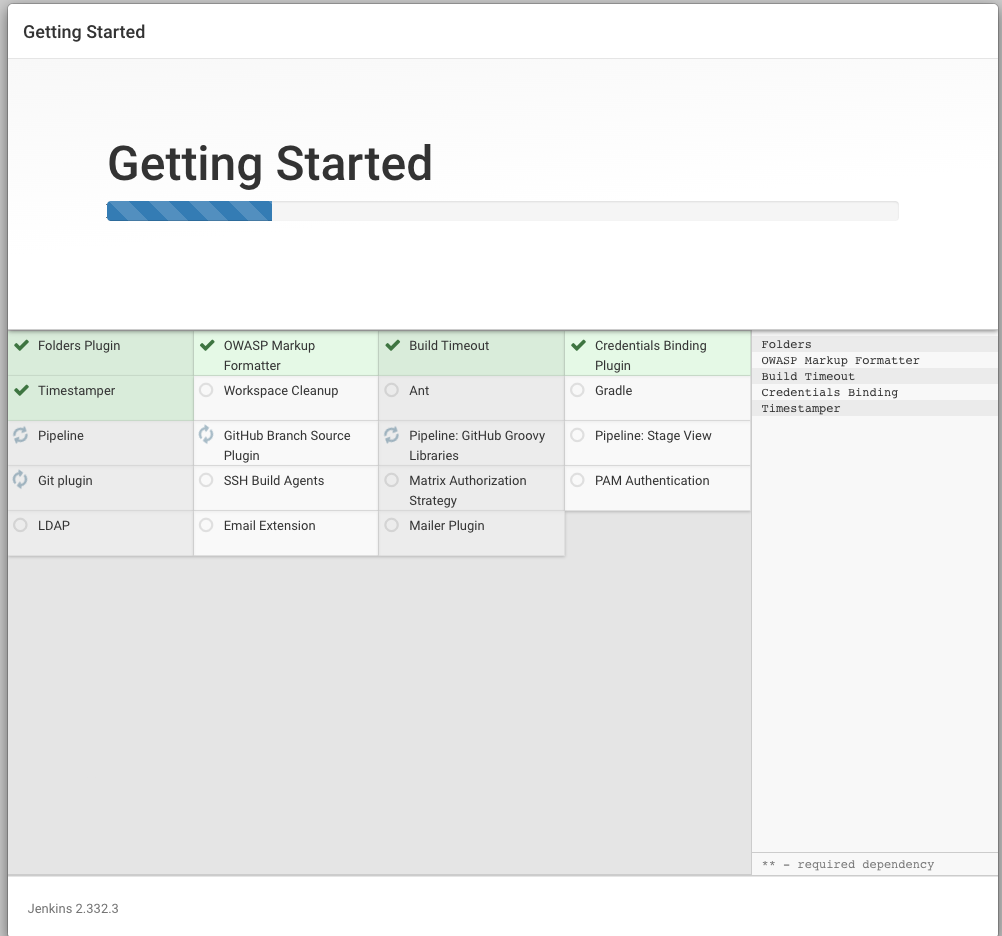 Getting Started
Getting Started
Folders Plugin
OWASP Markup
Formatter
Build Timeout
Credentials Binding
Plugin
Timestamper
Workspace Cleanup
Ant
Gradle
Pipeline
GitHub Branch Source
Plugin
Pipeline: GitHub Groovy
Libraries
Pipeline: Stage View
Git plugin
SSH Build Agents
Matrix Authorization
Strategy
PAM Authentication
LDAP
Email Extension
Mailer Plugin
Folders
OWASP Markup Formatter
Build Timeout
Credentials Binding
Timestamper
** - required dependency
Jenkins 2.332.3